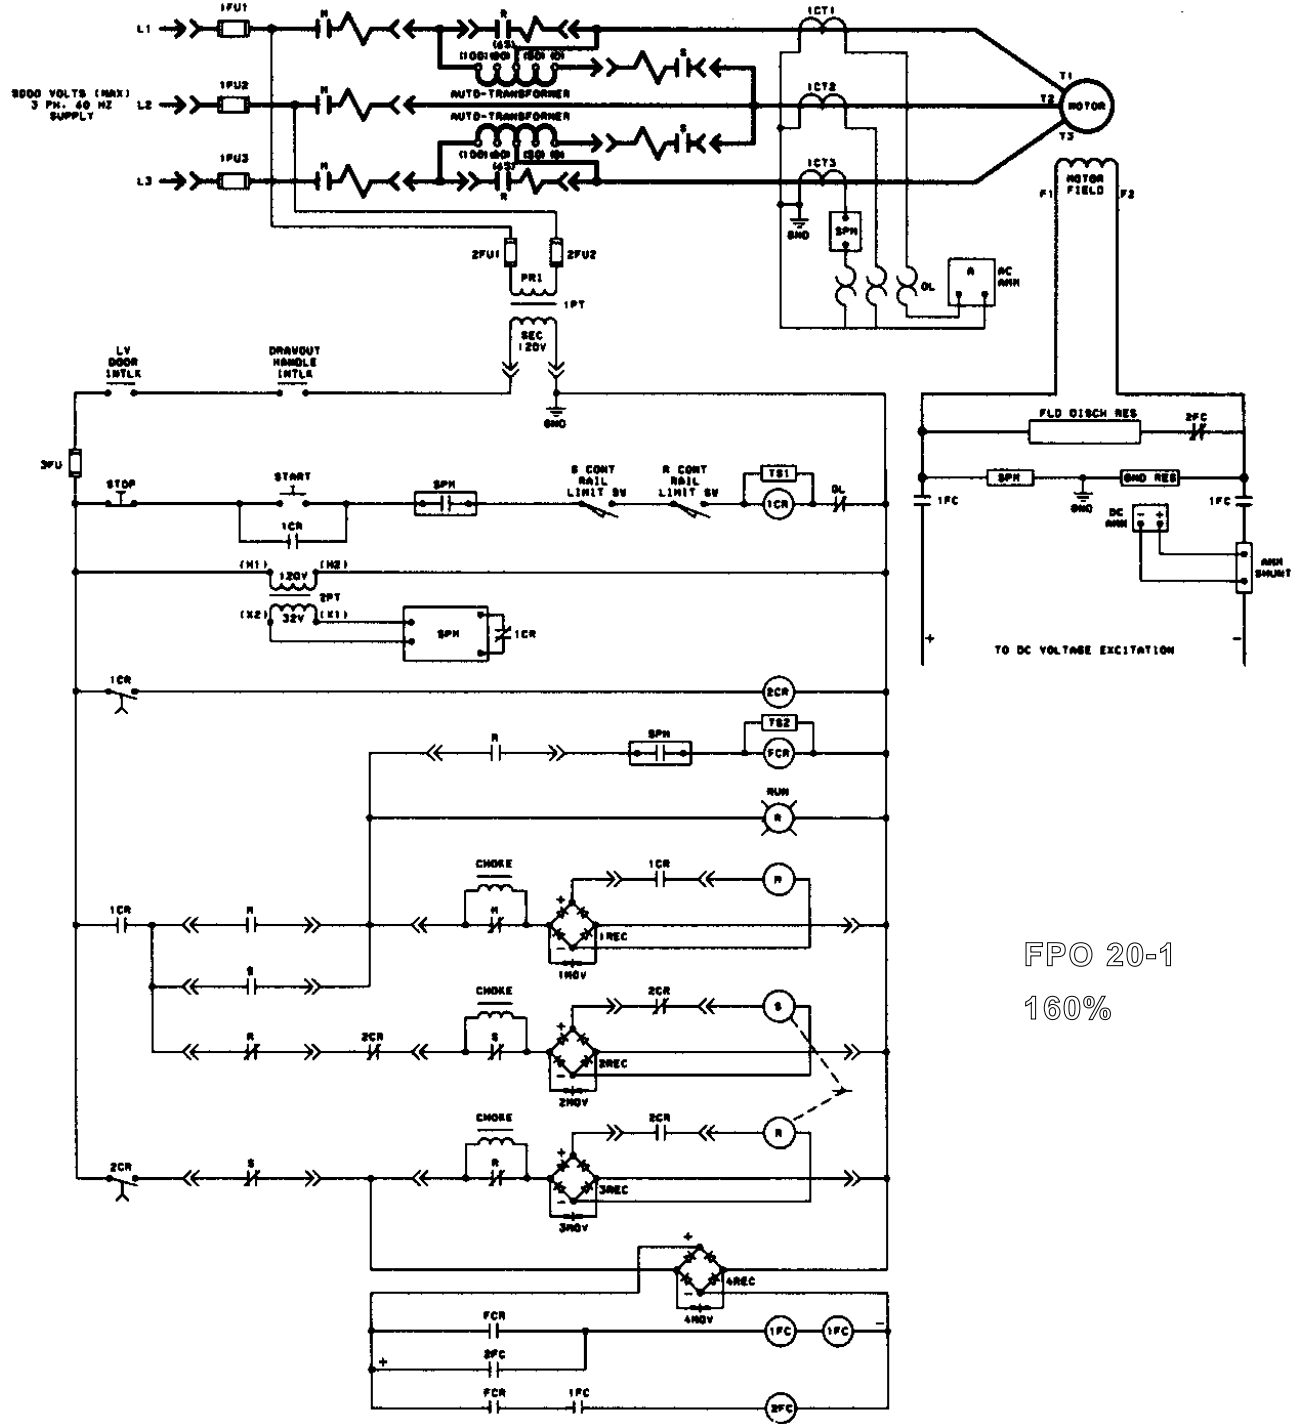 1FU1
M
R
1CT1
L1
(65)
(100) (80) (50) (0)
S
T1
1FU2
M
AUTO-TRANSFORMER
1CT2
5000 VOLTS (MAX)
3 PH. 60 HZ
SUPPLY
L2
T2
MOTOR
AUTO-TRANSFORMER
S
T3
1FU3
M
(100) (80) (50) (0)
(65)
1CT3
L3
R
MOTOR
FIELD
F1
F2
GND
SPM
2FU1
2FU2
PR1
1PT
SEC
120V
OL
A
AC
AMM
LV
DOOR
INTLK
DRAWOUT
HANDLE
INTLK
GND
FLD DISCH RES
2FC
3FU
STOP
START
SPM
S CONT
RAIL
LIMIT SW
R CONT
RAIL
LIMIT SW
TS1
1CR
OL
SPM
GND RES
1FC
GND
1FC
1CR
DC
AMM
- +
AMM
SHUNT
(H1) 120V (H2)
2PT
(X2) 32V (X1)
SPM
1CR
+
-
TO DC VOLTAGE EXCITATION
1CR
2CR
R
SPM
TS2
FCR
RUN
R
CHOKE
1CR
M
1CR
M
M
+
-
1REC
1MOV
FPO 20-1
S
CHOKE
2CR
S
160%
R
2CR
S
+
-
2REC
2MOV
CHOKE
2CR
R
2CR
S
R
+
-
3REC
3MOV
+
-
4REC
4MOV
FCR
1FC
1FC
-
+
2FC
FCR
1FC
2FC